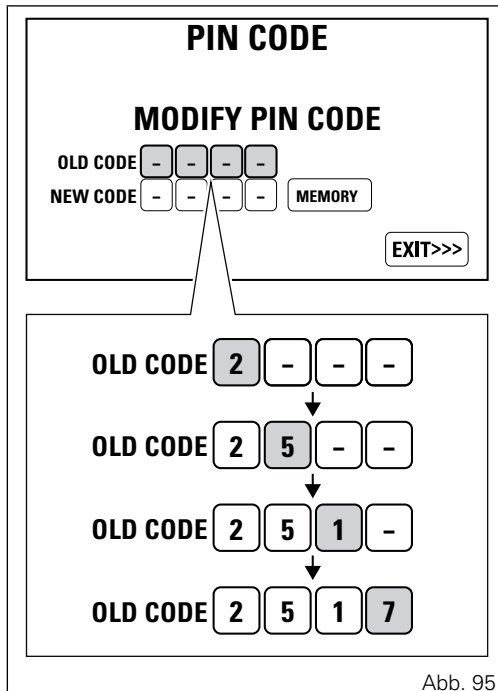 PIN CODE
MODIFY PIN CODE
OLD CODE - - - -
NEW CODE - - - - MEMORY
EXIT>>>
OLD CODE 2 - - -
OLD CODE 2 5 - -
OLD CODE 2 5 1 -
OLD CODE 2 5 1 7
Abb. 95